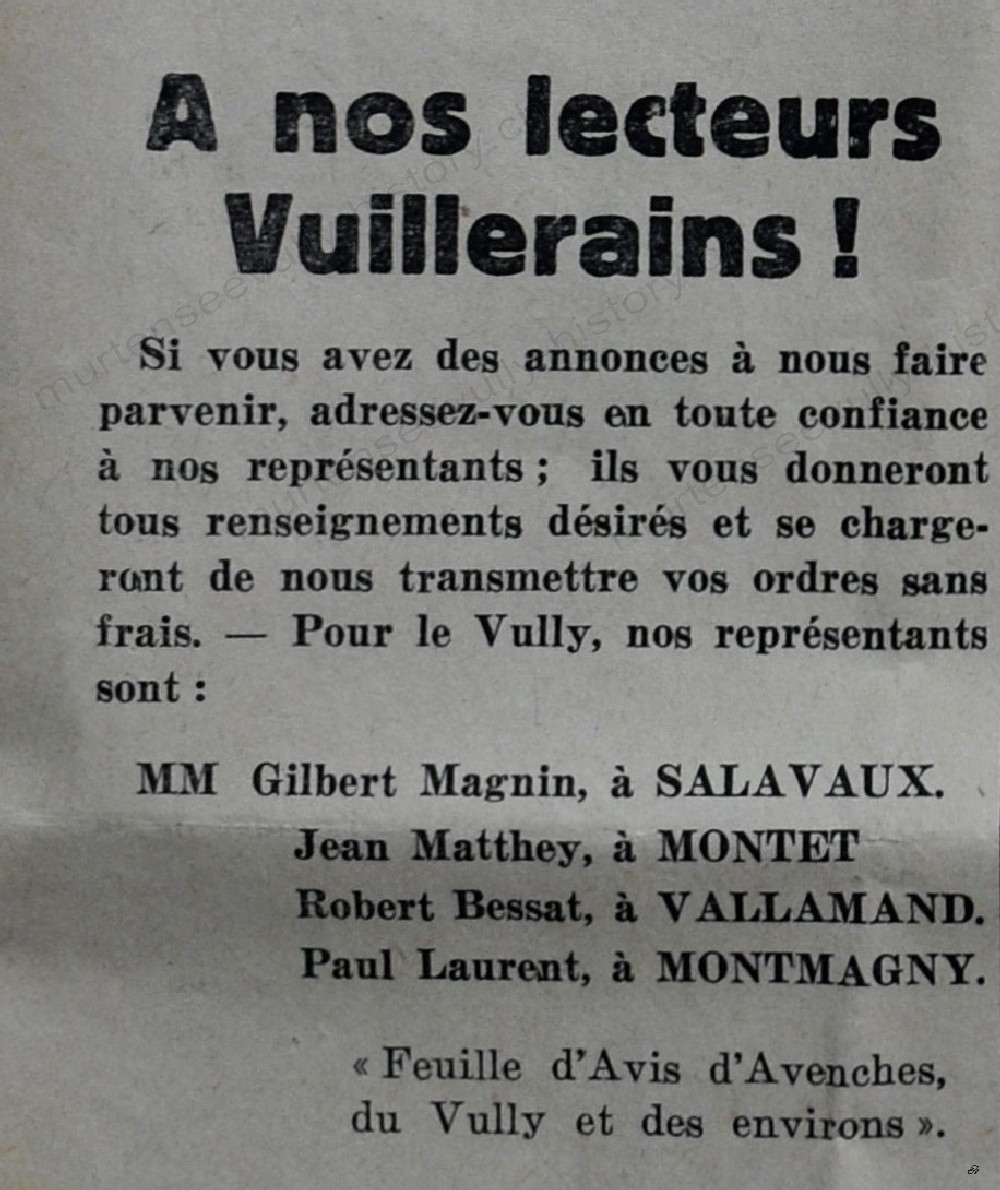 A nos lecteurs
Vuillerains !
Si vous avez des annonces à nous faire
parvenir, adressez-vous en toute confiance
à nos représentants ; ils vous donneront
tous renseignements désirés et se charge-
ront de nous transmettre vos ordres sans
frais. — Pour le Vully, nos représentants
sont :
MM Gilbert Magnin, à SALAVAUX.
Jean Matthey, à MONTET
Robert Bessat, à VALLAMAND.
Paul Laurent, à MONTMAGNY.
« Feuille d'Avis d'Avenches,
du Vully et des environs ».